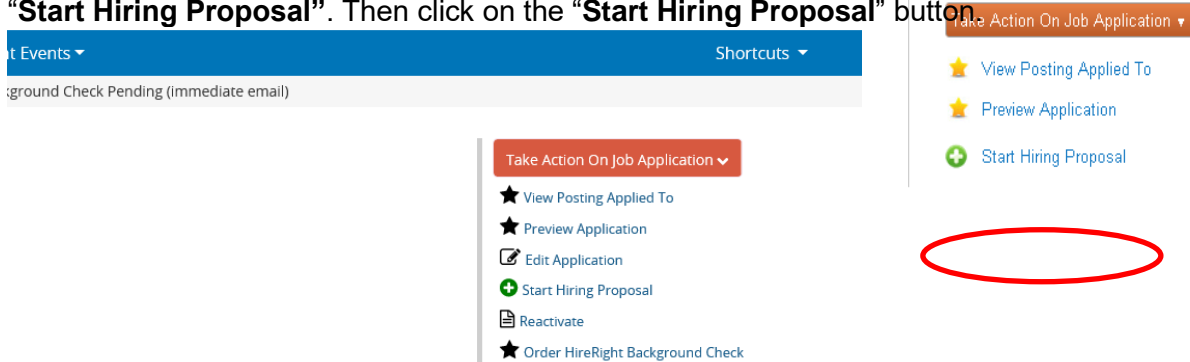 “Start Hiring Proposal”. Then click on the “Start Hiring Proposal” button.
Events
Shortcuts
Check Pending (immediate email)
Take Action On Job Application
View Posting Applied To
Preview Application
Edit Application
Start Hiring Proposal
Reactivate
Order HireRight Background Check
Take Action On Job Application
View Posting Applied To
Preview Application
Start Hiring Proposal